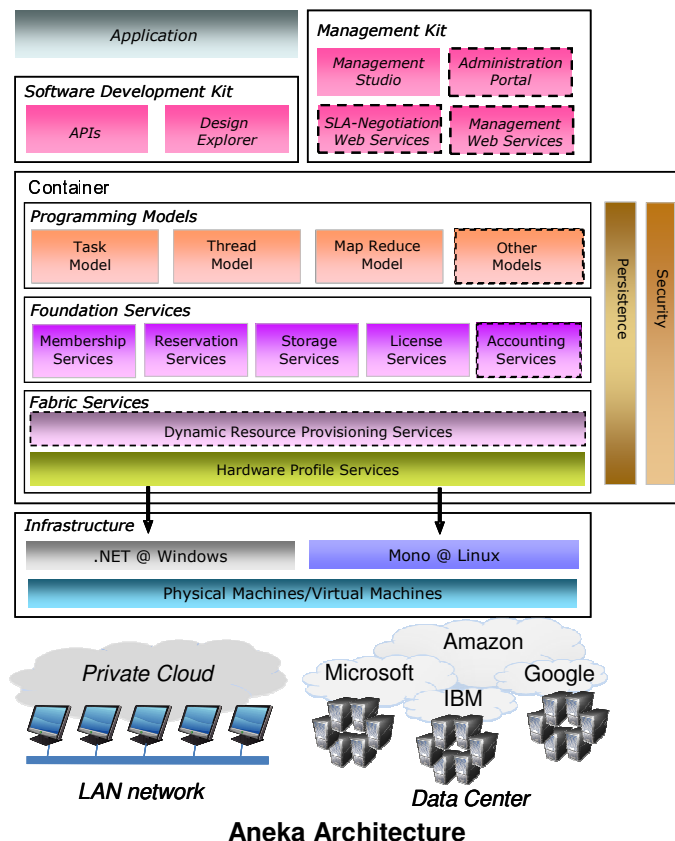 Application
Management Kit
Management
Studio
Administration
Portal
SLA-Negotiation
Web Services
Management
Web Services
Software Development Kit
APIs
Design
Explorer
Container
Programming Models
Task
Model
Thread
Model
Map Reduce
Model
Other
Models
Foundation Services
Membership
Services
Reservation
Services
Storage
Services
License
Services
Accounting
Services
Fabric Services
Dynamic Resource Provisioning Services
Hardware Profile Services
Persistence
Security
Infrastructure
.NET @ Windows
Mono @ Linux
Physical Machines/Virtual Machines
Private Cloud
LAN network
Amazon
Microsoft
Google
IBM
Data Center
Aneka Architecture